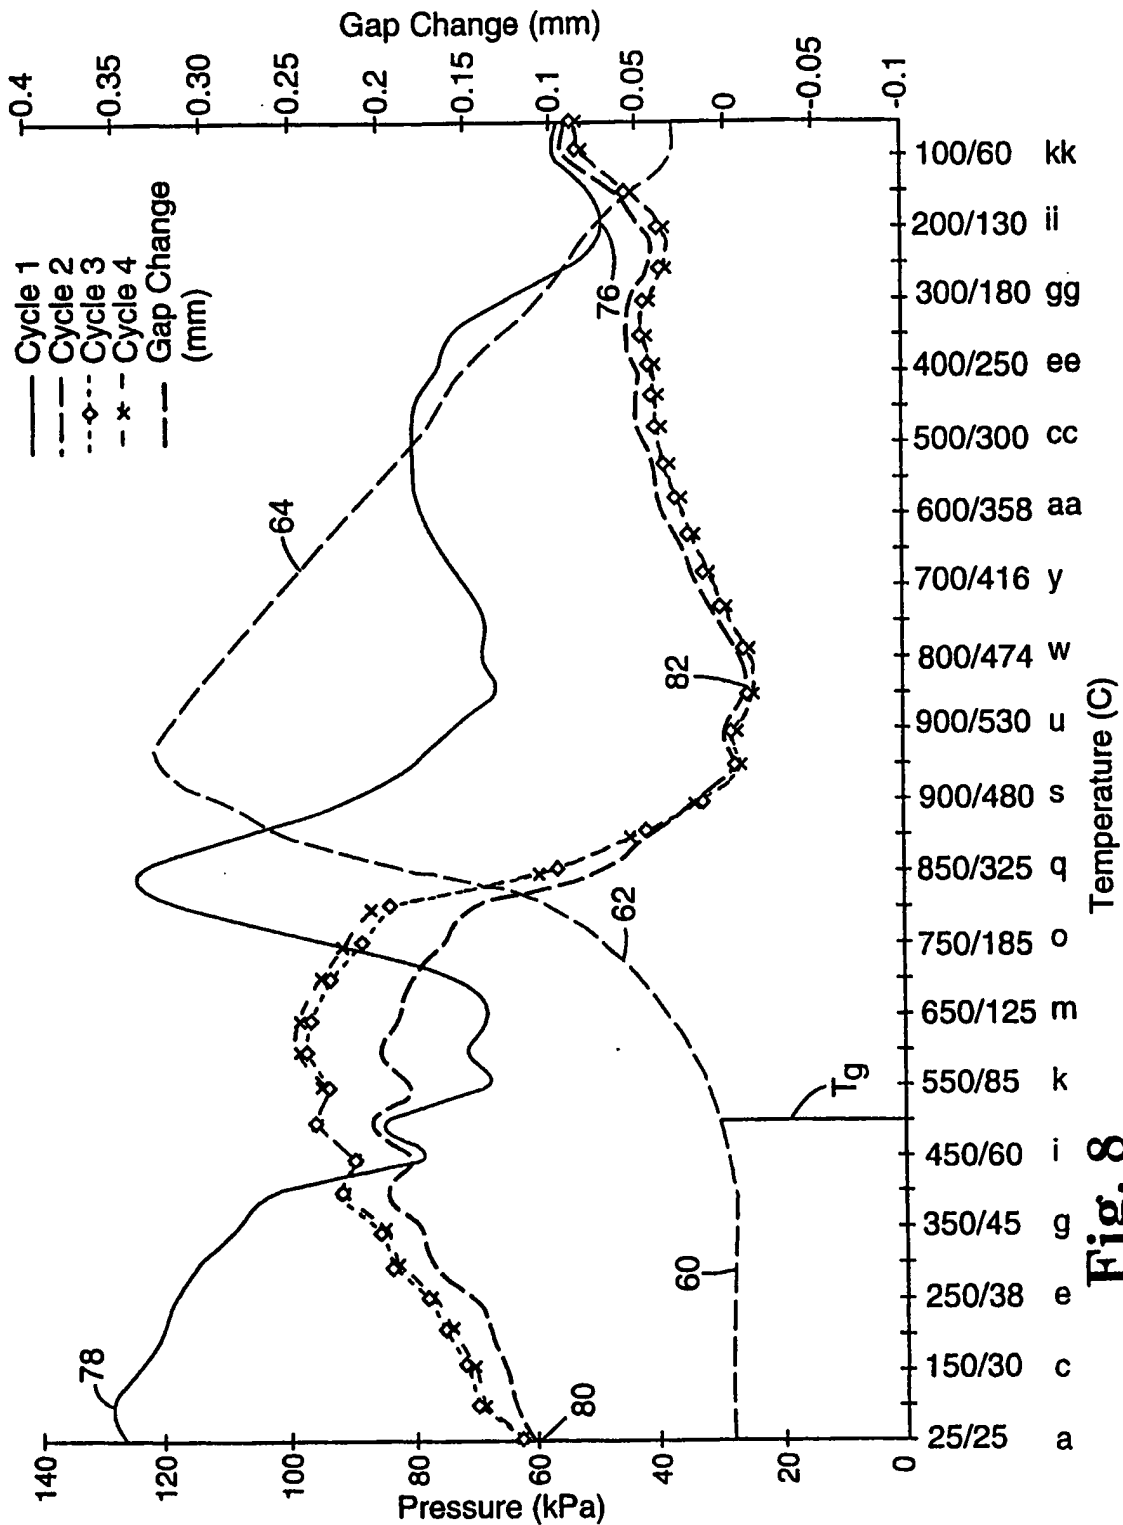 Cycle 1
Cycle 2
Cycle 3
Cycle 4
Gap Change
(mm)
Pressure (kPa)
140
120
100
80
60
40
20
0
Gap Change (mm)
0.4
0.35
0.30
0.25
0.20
0.15
0.10
0.05
0
-0.05
-0.1
78
80
60
62
64
82
76
Tg
25/25
150/30
250/38
350/45
450/60
550/85
650/125
750/185
850/325
900/480
900/530
800/474
700/416
600/358
500/300
400/250
300/180
200/130
100/60
a
c
e
g
i
k
m
o
q
s
u
w
y
aa
cc
ee
gg
ii
kk
Temperature (C)
Fig. 8